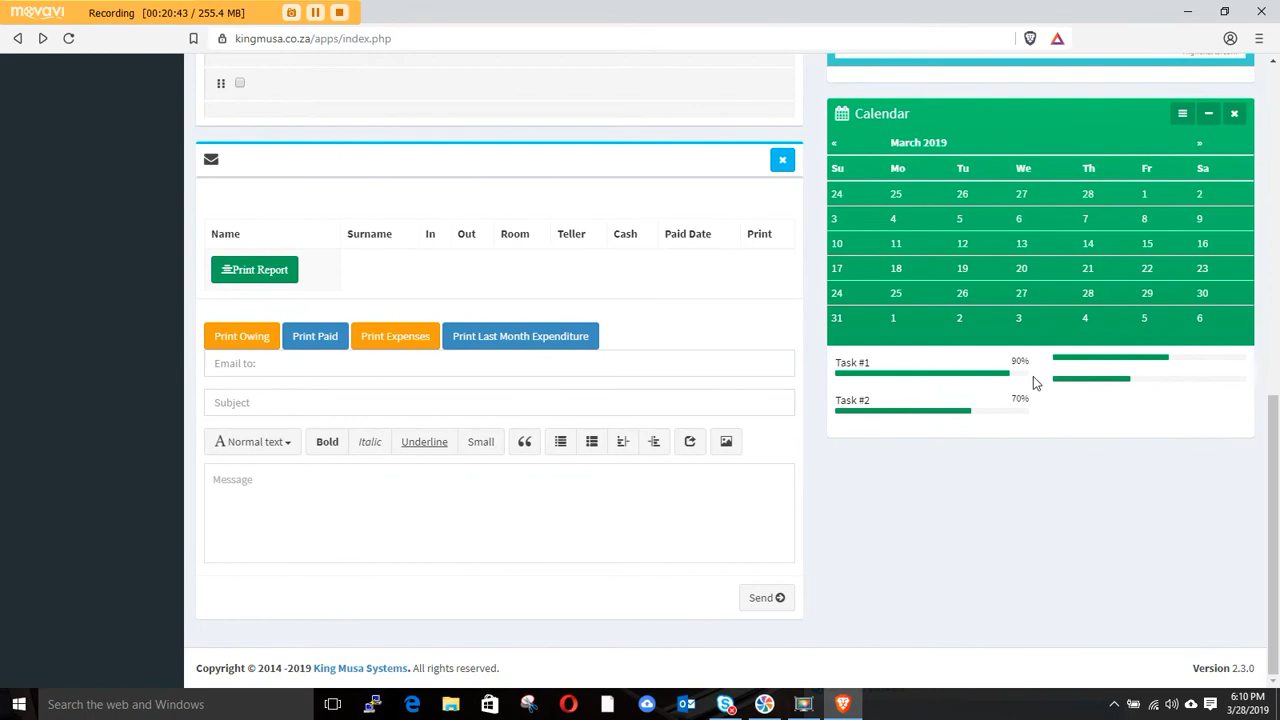 movavi Recording [00:20:43 / 255.4 MB]
kingmusa.co.za/apps/index.php
Calendar
« March 2019 »
Su Mo Tu We Th Fr Sa
24 25 26 27 28 1 2
3 4 5 6 7 8 9
10 11 12 13 14 15 16
17 18 19 20 21 22 23
24 25 26 27 28 29 30
31 1 2 3 4 5 6
Name Surname In Out Room Teller Cash Paid Date Print
Print Report
Print Owing Print Paid Print Expenses Print Last Month Expenditure
Email to:
Subject
A Normal text Bold Italic Underline Small
Message
Send
Task #1 90%
Task #2 70%
Copyright © 2014 -2019 King Musa Systems. All rights reserved. Version 2.3.0
Search the web and Windows
6:10 PM
3/28/2019